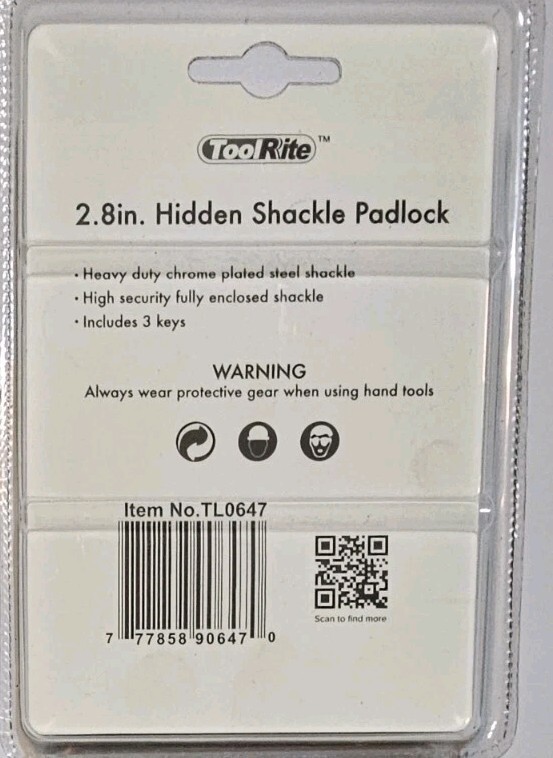 ToolRite™
2.8in. Hidden Shackle Padlock
· Heavy duty chrome plated steel shackle
· High security fully enclosed shackle
· Includes 3 keys
WARNING
Always wear protective gear when using hand tools
Item No.TL0647
7 77858 90647 0
Scan to find more